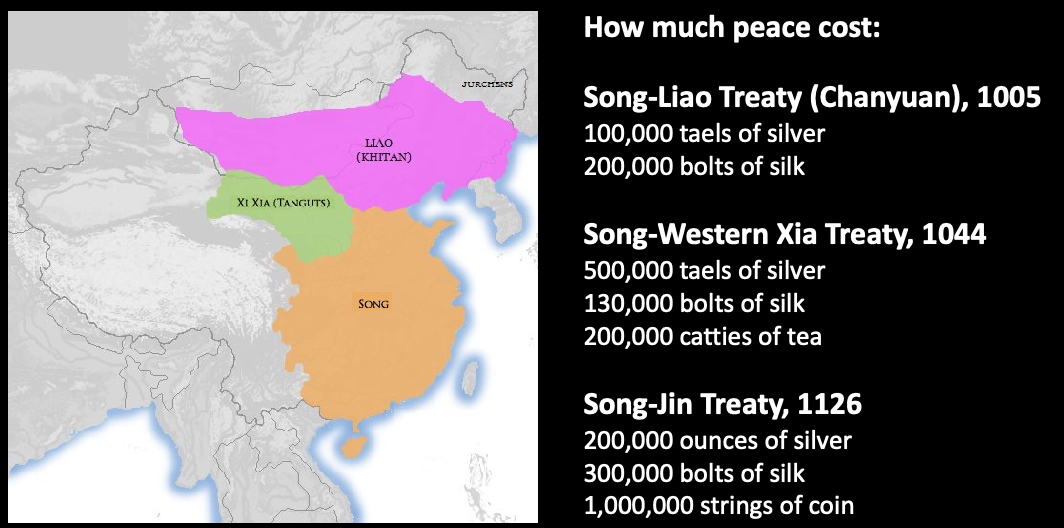 JURCHENS
LIAO
(KHITAN)
XI XIA (TANGUTS)
SONG
How much peace cost:
Song-Liao Treaty (Chanyuan), 1005
100,000 taels of silver
200,000 bolts of silk
Song-Western Xia Treaty, 1044
500,000 taels of silver
130,000 bolts of silk
200,000 catties of tea
Song-Jin Treaty, 1126
200,000 ounces of silver
300,000 bolts of silk
1,000,000 strings of coin